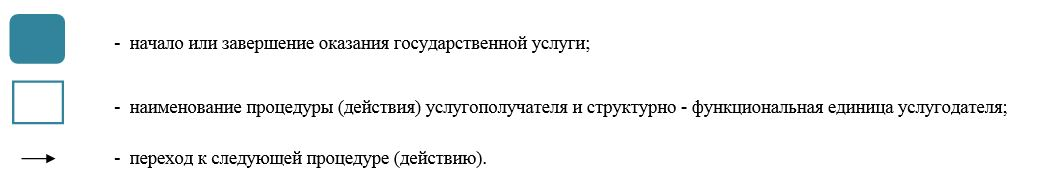 - начало или завершение оказания государственной услуги;
- наименование процедуры (действия) услугополучателя и структурно - функциональная единица услугодателя;
- переход к следующей процедуре (действию).